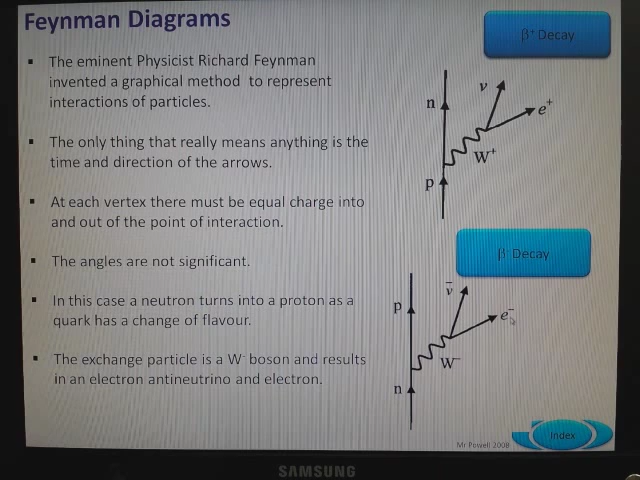 Feynman Diagrams
The eminent Physicist Richard Feynman
invented a graphical method to represent
interactions of particles.
The only thing that really means anything is the
time and direction of the arrows.
At each vertex there must be equal charge into
and out of the point of interaction.
The angles are not significant.
In this case a neutron turns into a proton as a
quark has a change of flavour.
The exchange particle is a W⁻ boson and results
in an electron antineutrino and electron.
β⁺ Decay
ν
n
e⁺
W⁺
p
β⁻ Decay
ν̅
p
e⁻
W⁻
n
Mr Powell 2008
Index
SAMSUNG